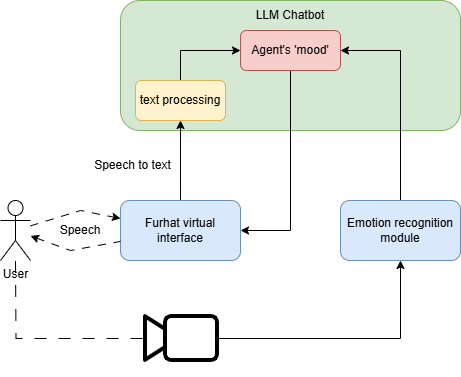 LLM Chatbot
Agent's 'mood'
text processing
Speech to text
Furhat virtual
interface
Emotion recognition
module
Speech
User